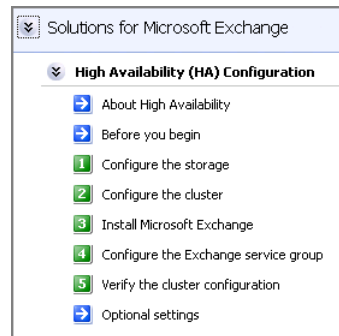 Solutions for Microsoft Exchange
High Availability (HA) Configuration
About High Availability
Before you begin
1 Configure the storage
2 Configure the cluster
3 Install Microsoft Exchange
4 Configure the Exchange service group
5 Verify the cluster configuration
Optional settings